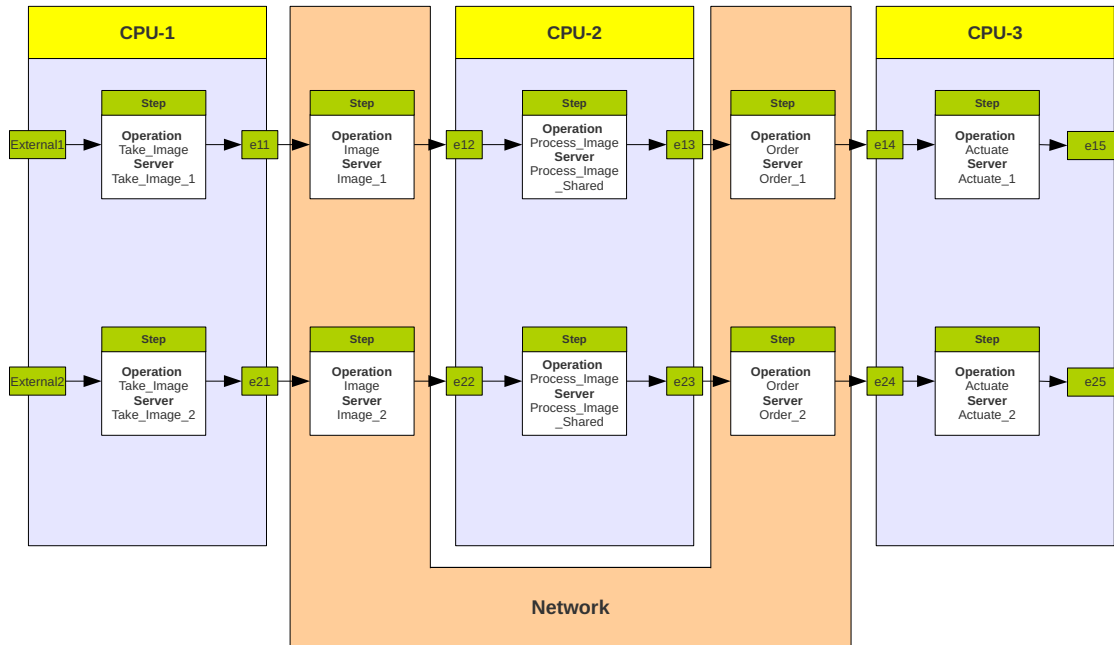 CPU-1
CPU-2
CPU-3
Step
Step
Step
Step
Step
External1
Operation
Take_Image
Server
Take_Image_1
e11
Operation
Image
Server
Image_1
e12
Operation
Process_Image
Server
Process_Image
_Shared
e13
Operation
Order
Server
Order_1
e14
Operation
Actuate
Server
Actuate_1
e15
Step
Step
Step
Step
Step
External2
Operation
Take_Image
Server
Take_Image_2
e21
Operation
Image
Server
Image_2
e22
Operation
Process_Image
Server
Process_Image
_Shared
e23
Operation
Order
Server
Order_2
e24
Operation
Actuate
Server
Actuate_2
e25
Network